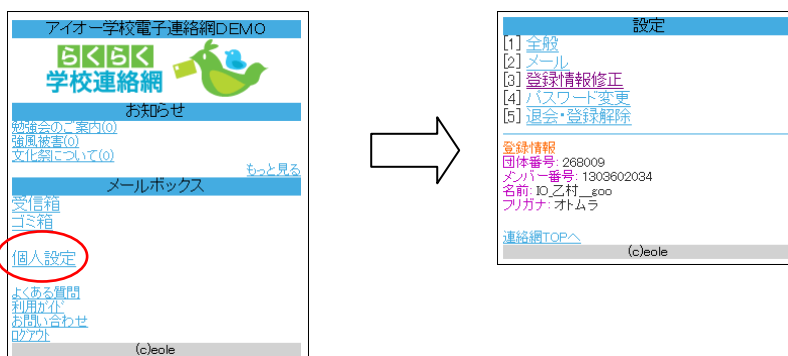 アイオー学校電子連絡網DEMO
らくらく
学校連絡網
お知らせ
勉強会のご案内(0)
強風被害(0)
文化祭について(0)
もっと見る
メールボックス
受信箱
ゴミ箱
個人設定
よくある質問
利用ガイド
お問い合わせ
ログアウト
(c)eole
設定
[1] 全般
[2] メール
[3] 登録情報修正
[4] パスワード変更
[5] 退会・登録解除
登録情報
団体番号: 268009
メンバー番号: 1303602034
名前: IO_乙村__goo
フリガナ: オトムラ
連絡網TOPへ
(c)eole